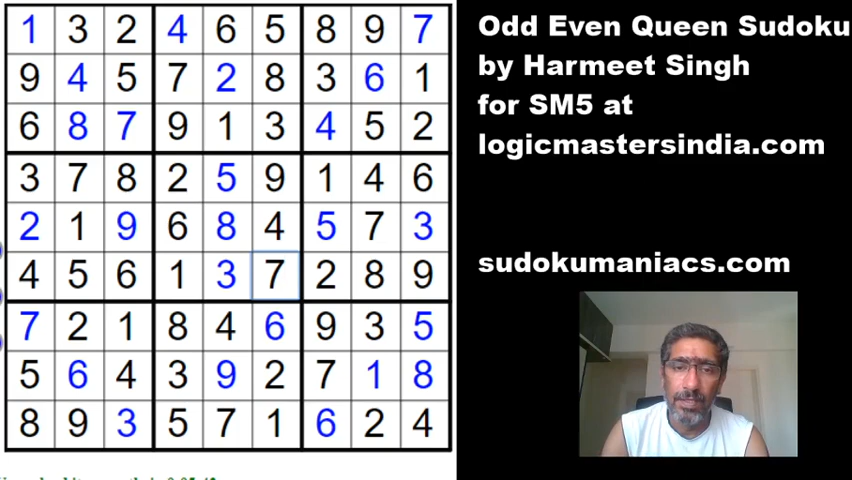 1 3 2 4 6 5 8 9 7
9 4 5 7 2 8 3 6 1
6 8 7 9 1 3 4 5 2
3 7 8 2 5 9 1 4 6
2 1 9 6 8 4 5 7 3
4 5 6 1 3 7 2 8 9
7 2 1 8 4 6 9 3 5
5 6 4 3 9 2 7 1 8
8 9 3 5 7 1 6 2 4
Odd Even Queen Sudoku
by Harmeet Singh
for SM5 at
logicmastersindia.com
sudokumaniacs.com